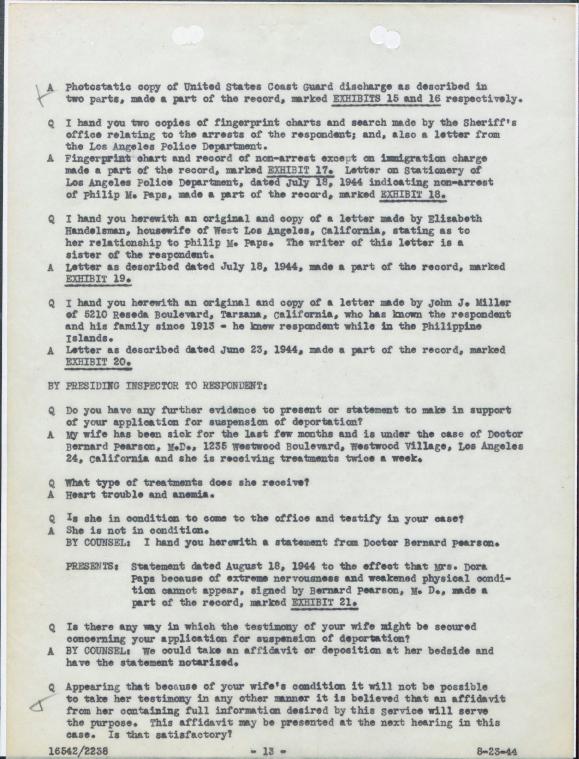 A Photostatic copy of United States Coast Guard discharge as described in
two parts, made a part of the record, marked EXHIBITS 15 and 16 respectively.
Q I hand you two copies of fingerprint charts and search made by the Sheriff's
office relating to the arrests of the respondent; and, also a letter from
the Los Angeles Police Department.
A Fingerprint chart and record of non-arrest except on immigration charge
made a part of the record, marked EXHIBIT 17. Letter on Stationery of
Los Angeles Police Department, dated July 18, 1944 indicating non-arrest
of Philip M. Paps, made a part of the record, marked EXHIBIT 18.
Q I hand you herewith an original and copy of a letter made by Elizabeth
Handelsman, housewife of West Los Angeles, California, stating as to
her relationship to Philip M. Paps. The writer of this letter is a
sister of the respondent.
A Letter as described dated July 18, 1944, made a part of the record, marked
EXHIBIT 19.
Q I hand you herewith an original and copy of a letter made by John J. Miller
of 5210 Reseda Boulevard, Tarzana, California, who has known the respondent
and his family since 1913 - he knew respondent while in the Philippine
Islands.
A Letter as described dated June 23, 1944, made a part of the record, marked
EXHIBIT 20.
BY PRESIDING INSPECTOR TO RESPONDENT:
Q Do you have any further evidence to present or statement to make in support
of your application for suspension of deportation?
A My wife has been sick for the last few months and is under the case of Doctor
Bernard Pearson, M.D., 1235 Westwood Boulevard, Westwood Village, Los Angeles
24, California and she is receiving treatments twice a week.
Q What type of treatments does she receive?
A Heart trouble and anemia.
Q Is she in condition to come to the office and testify in your case?
A She is not in condition.
BY COUNSEL: I hand you herewith a statement from Doctor Bernard Pearson.
PRESENTS: Statement dated August 18, 1944 to the effect that Mrs. Dora
Paps because of extreme nervousness and weakened physical condi-
tion cannot appear, signed by Bernard Pearson, M. D., made a
part of the record, marked EXHIBIT 21.
Q Is there any way in which the testimony of your wife might be secured
concerning your application for suspension of deportation?
A BY COUNSEL: We could take an affidavit or deposition at her bedside and
have the statement notarized.
Q Appearing that because of your wife's condition it will not be possible
to take her testimony in any other manner it is believed that an affidavit
from her containing full information desired by this Service will serve
the purpose. This affidavit may be presented at the next hearing in this
case. Is that satisfactory?
16542/2238 - 13 - 8-23-44